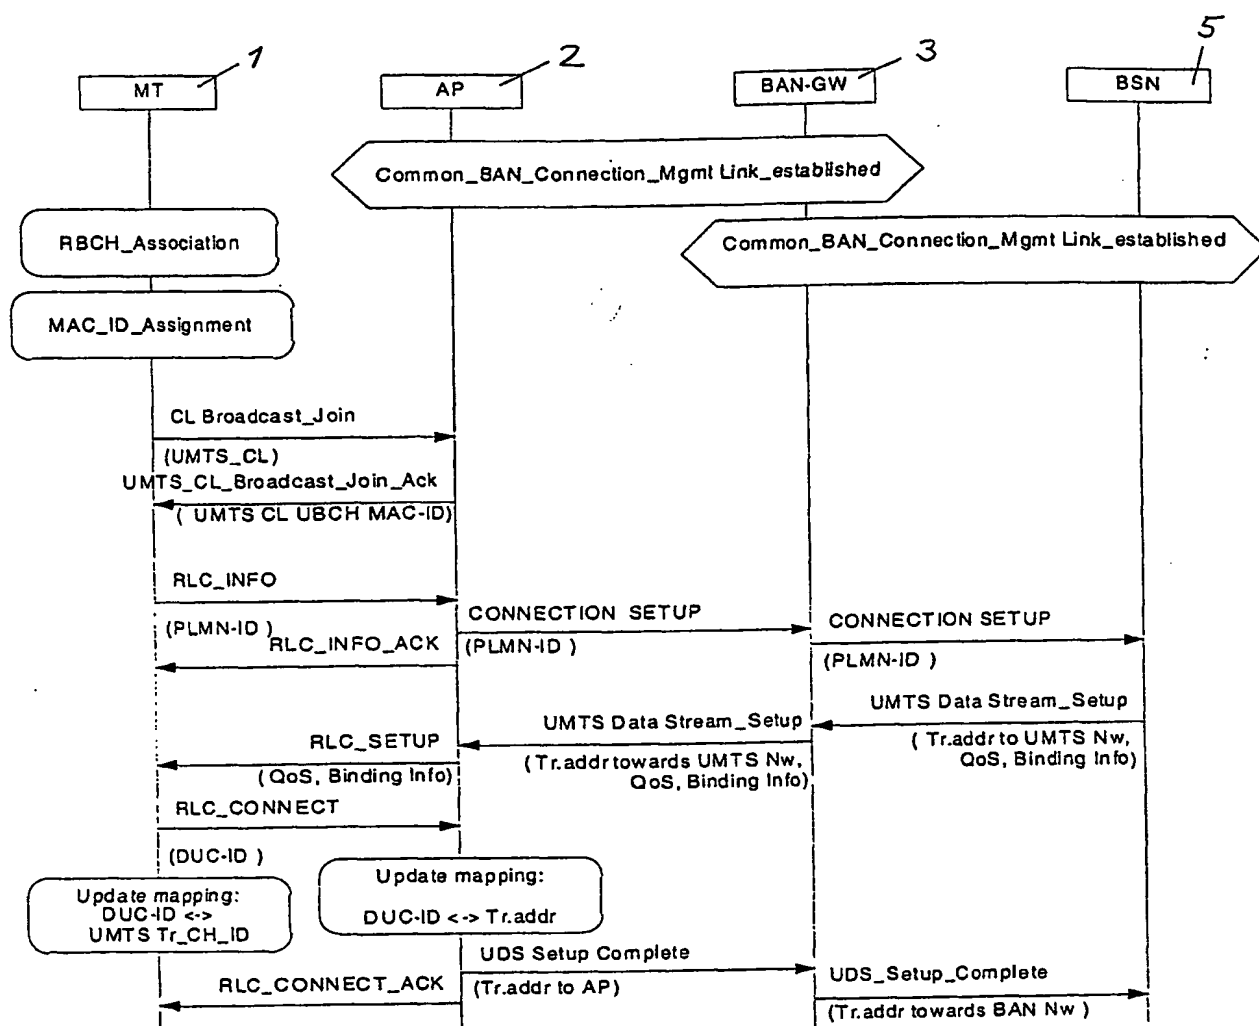 1
2
3
5
MT
AP
BAN-GW
BSN
Common_BAN_Connection_Mgmt Link_established
RBCH_Association
Common_BAN_Connection_Mgmt Link_established
MAC_ID_Assignment
CL Broadcast_Join
(UMTS_CL)
UMTS_CL_Broadcast_Join_Ack
( UMTS CL UBCH MAC-ID)
RLC_INFO
(PLMN-ID )
CONNECTION SETUP
(PLMN-ID )
CONNECTION SETUP
(PLMN-ID )
RLC_INFO_ACK
UMTS Data Stream_Setup
( Tr.addr to UMTS Nw,
QoS, Binding Info)
UMTS Data Stream_Setup
(Tr.addr towards UMTS Nw,
QoS, Binding Info)
RLC_SETUP
(QoS, Binding Info)
RLC_CONNECT
(DUC-ID )
Update mapping:
DUC-ID <->
UMTS Tr_CH_ID
Update mapping:
DUC-ID <-> Tr.addr
UDS Setup Complete
(Tr.addr to AP)
UDS_Setup_Complete
(Tr.addr towards BAN Nw )
RLC_CONNECT_ACK